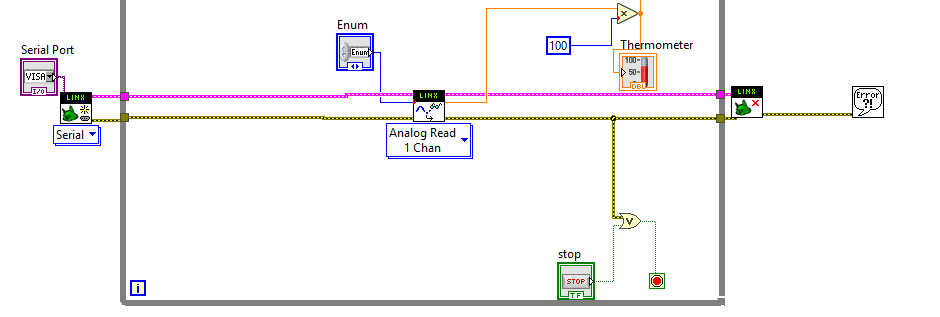 Enum
100
Thermometer
100
50
DBL
Serial Port
VISA
I/O
Enum
LINX
LINX
LINX
Error
?!
Serial
Analog Read
1 Chan
X
V
stop
STOP
TF
i